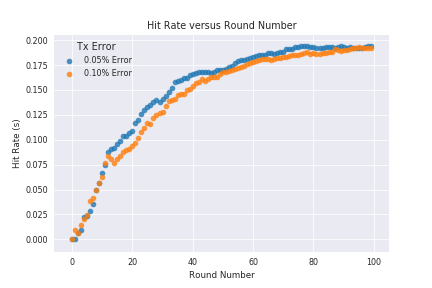 Hit Rate versus Round Number
0.200
0.175
0.150
0.125
0.100
0.075
0.050
0.025
0.000
Hit Rate (s)
Tx Error
0.05% Error
0.10% Error
0
20
40
60
80
100
Round Number